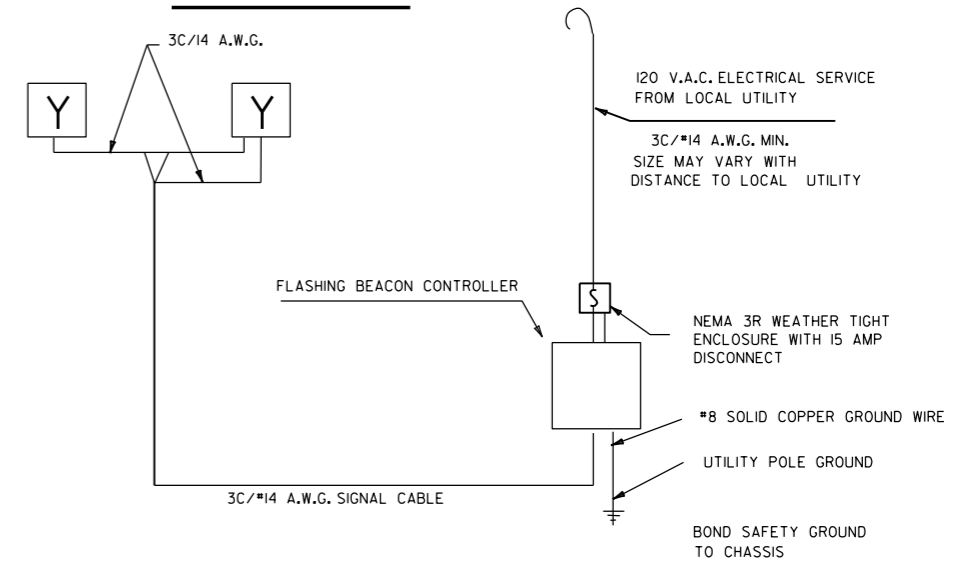 3C/14 A.W.G.
Y
Y
120 V.A.C. ELECTRICAL SERVICE
FROM LOCAL UTILITY
3C/#14 A.W.G. MIN.
SIZE MAY VARY WITH
DISTANCE TO LOCAL UTILITY
FLASHING BEACON CONTROLLER
S
NEMA 3R WEATHER TIGHT
ENCLOSURE WITH 15 AMP
DISCONNECT
#8 SOLID COPPER GROUND WIRE
UTILITY POLE GROUND
3C/#14 A.W.G. SIGNAL CABLE
BOND SAFETY GROUND
TO CHASSIS